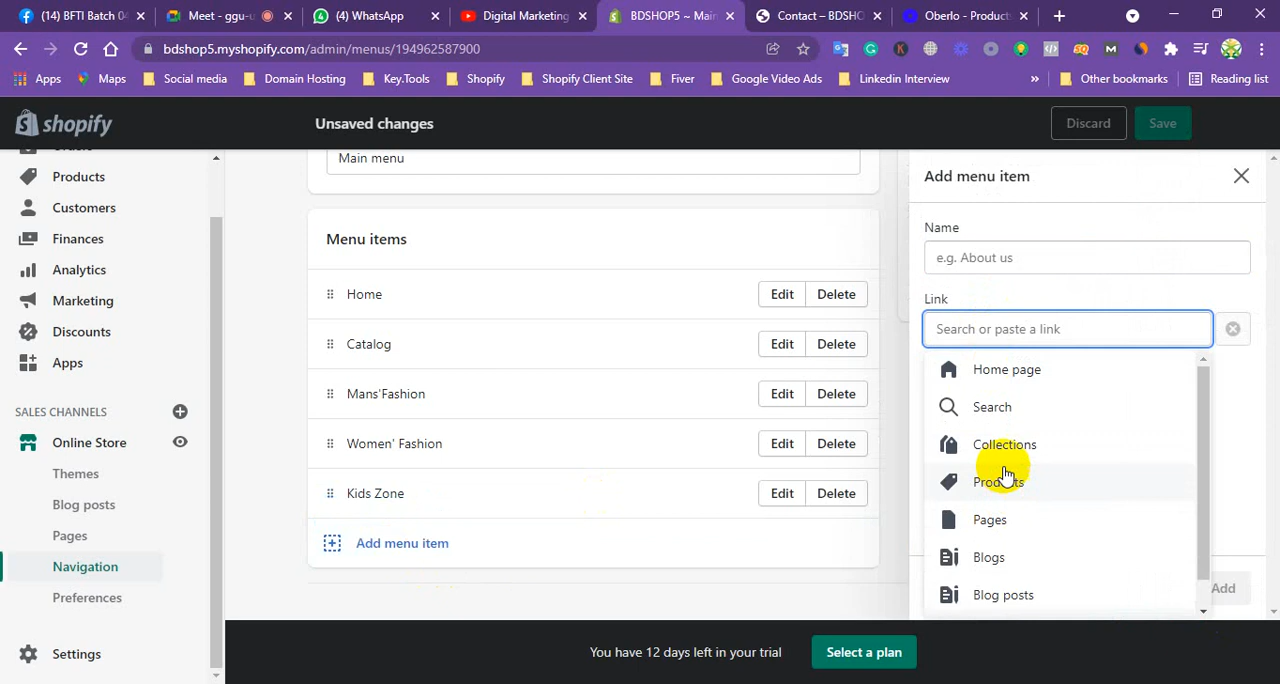 (14) BFTI Batch 04
Meet - ggu-u
(4) WhatsApp
Digital Marketing
BDSHOP5 ~ Main
Contact – BDSHO
Oberlo - Products
bdshop5.myshopify.com/admin/menus/194962587900
Apps
Maps
Social media
Domain Hosting
Key.Tools
Shopify
Shopify Client Site
Fiver
Google Video Ads
Linkedin Interview
»
Other bookmarks
Reading list
shopify
Unsaved changes
Discard
Save
Orders
Products
Customers
Finances
Analytics
Marketing
Discounts
Apps
SALES CHANNELS
Online Store
Themes
Blog posts
Pages
Navigation
Preferences
Settings
Main menu
Menu items
Home Edit Delete
Catalog Edit Delete
Mans'Fashion Edit Delete
Women' Fashion Edit Delete
Kids Zone Edit Delete
Add menu item
Add menu item
Name
e.g. About us
Link
Search or paste a link
Home page
Search
Collections
Products
Pages
Blogs
Blog posts
Add
You have 12 days left in your trial
Select a plan